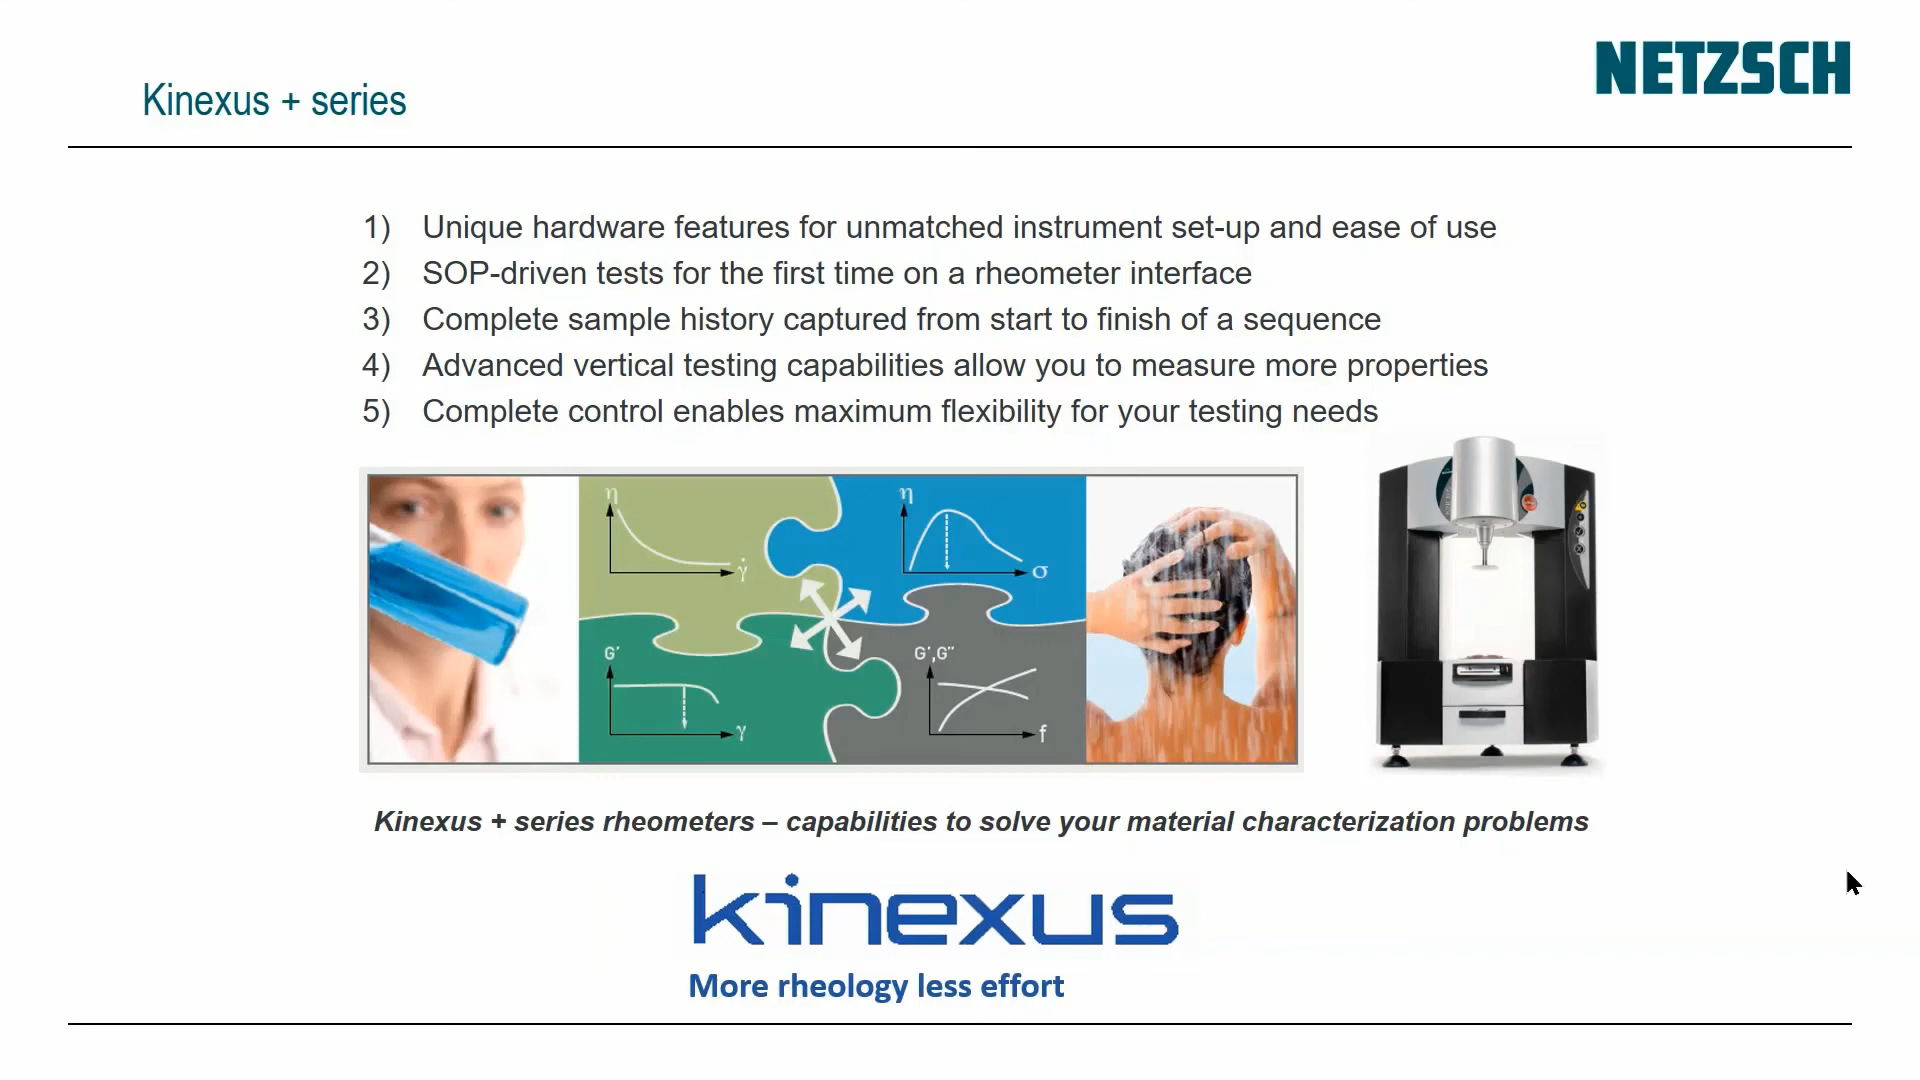 NETZSCH
Kinexus + series
1) Unique hardware features for unmatched instrument set-up and ease of use
2) SOP-driven tests for the first time on a rheometer interface
3) Complete sample history captured from start to finish of a sequence
4) Advanced vertical testing capabilities allow you to measure more properties
5) Complete control enables maximum flexibility for your testing needs
η
γ̇
η
σ
G'
γ
G',G''
f
Kinexus + series rheometers – capabilities to solve your material characterization problems
kinexus
More rheology less effort